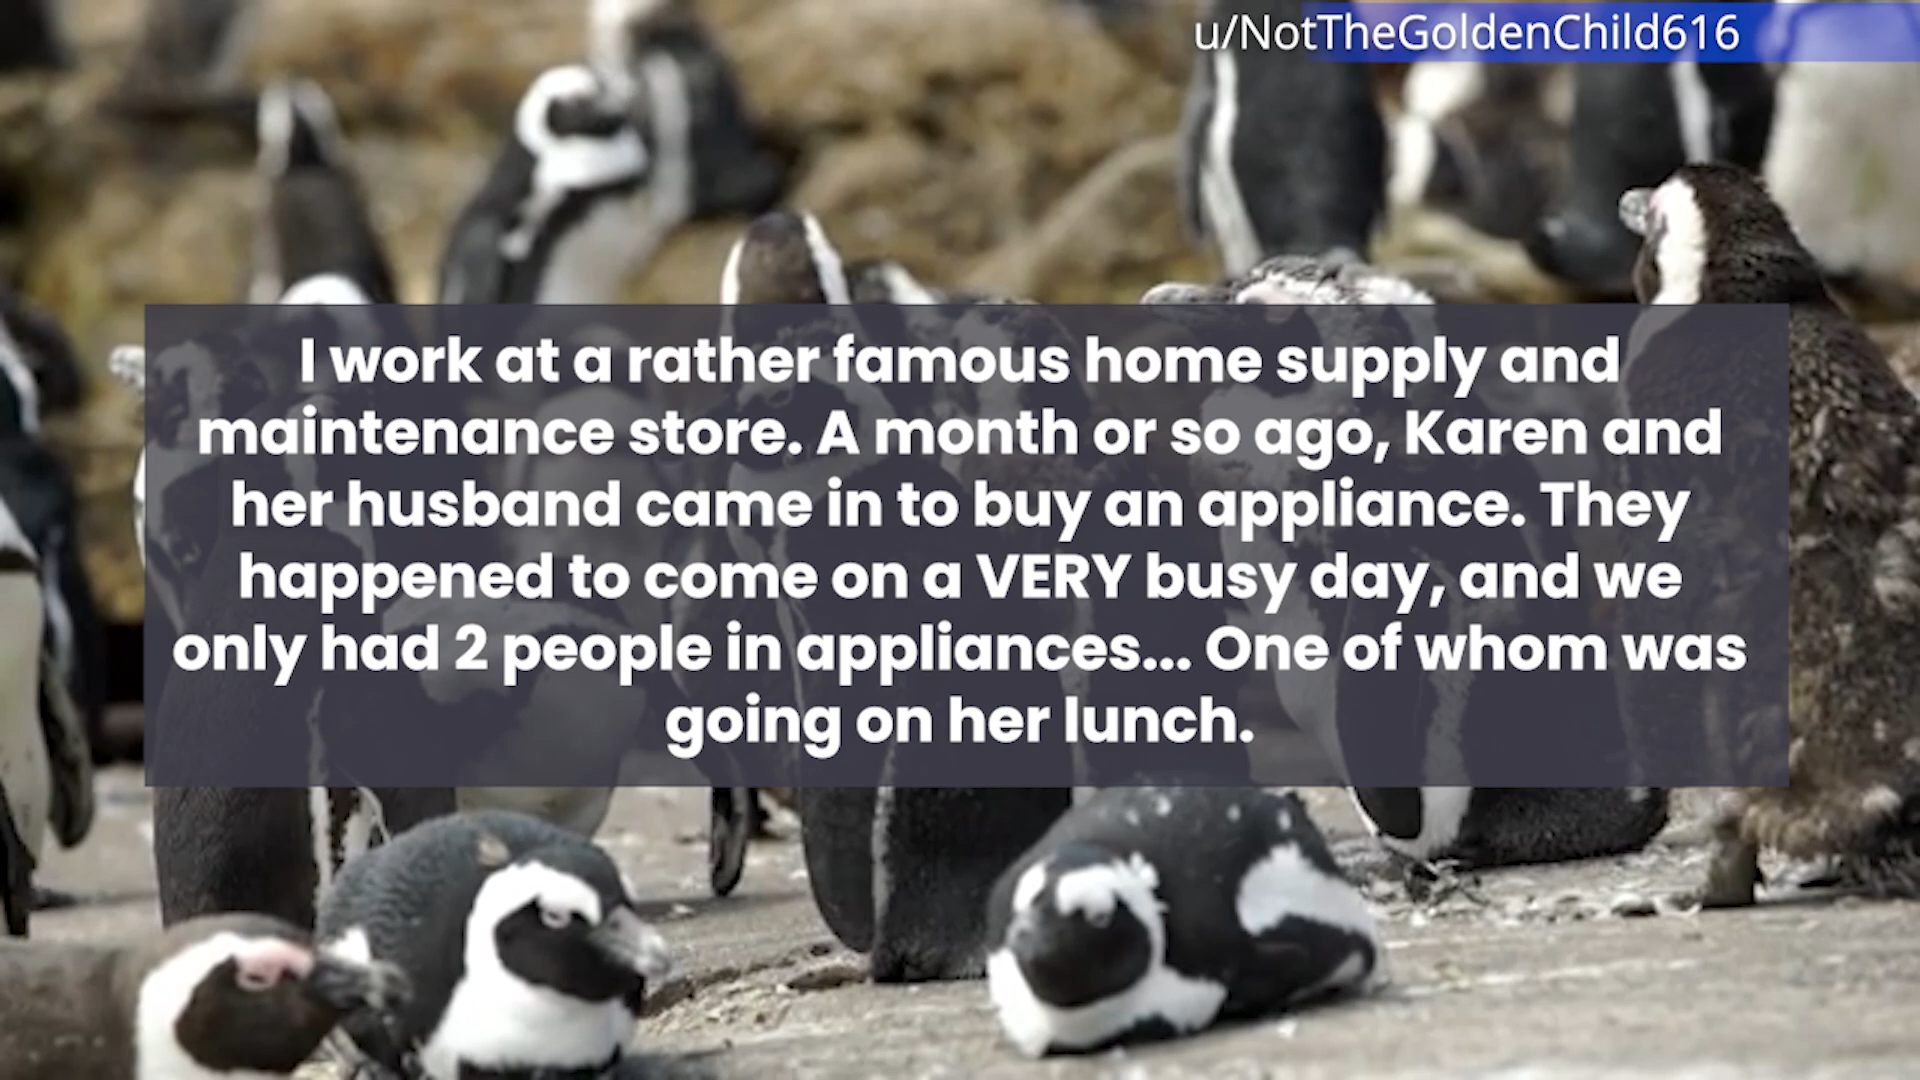 u/NotTheGoldenChild616
I work at a rather famous home supply and
maintenance store. A month or so ago, Karen and
her husband came in to buy an appliance. They
happened to come on a VERY busy day, and we
only had 2 people in appliances... One of whom was
going on her lunch.